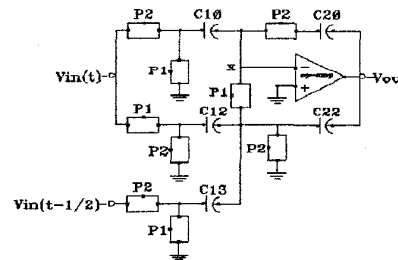 P2 C10 P2 C20
Vin(t) P1 x - op-amp + Vou
P1
P1 C12 C22
P2 P2
P2 C13
Vin(t-1/2)
P1